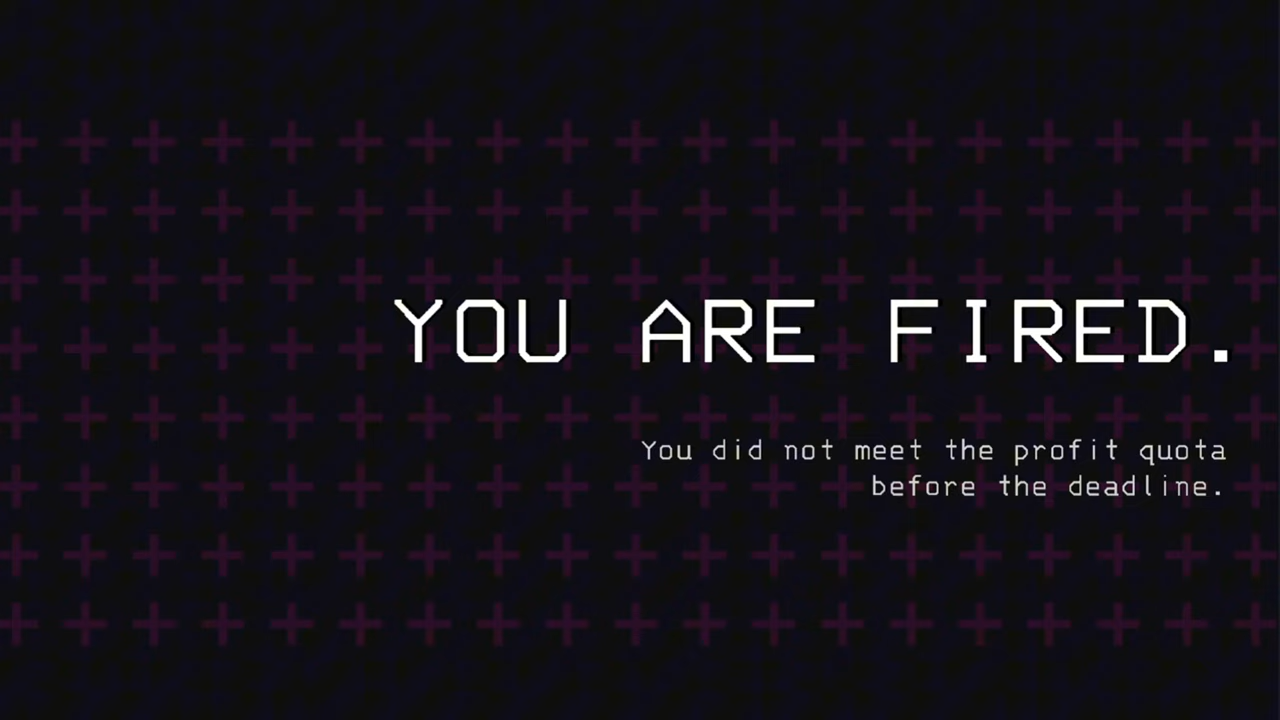 YOU ARE FIRED.
You did not meet the profit quota
before the deadline.